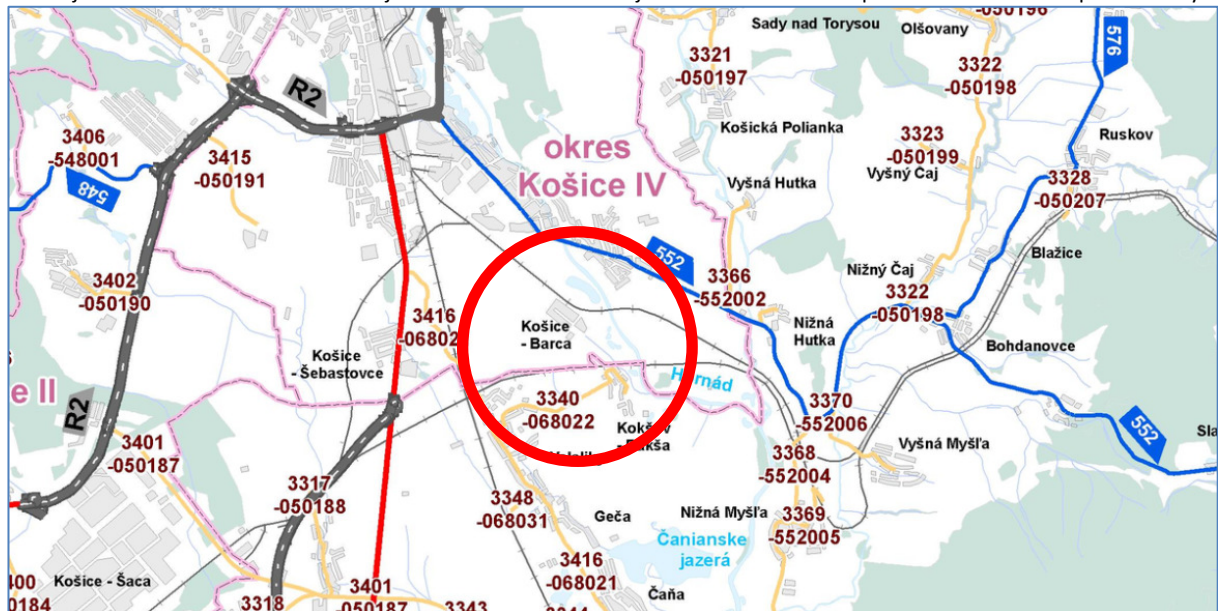 Sady nad Torysou
-050196
Olšovany
576
3321
-050197
3322
-050198
R2
3406
-548001
3415
-050191
548
okres
Košice IV
Košická Polianka
3323
-050199
Vyšný Čaj
Ruskov
Vyšná Hutka
3328
-050207
552
Blažice
3402
-050190
3366
-552002
Nižný Čaj
3322
-050198
3416
-06802
Košice
- Barca
Nižná
Hutka
Bohdanovce
Košice
- Šebastovce
Hornád
e II
R2
3340
-068022
3370
-552006
552
3401
-050187
Vyšná Myšľa
3368
-552004
3317
-050188
3348
-068031
Geča
Nižná Myšľa
3369
-552005
Čanianske
jazerá
3416
-068021
Košice - Šaca
3401
-050187
Čaňa
3318
3343